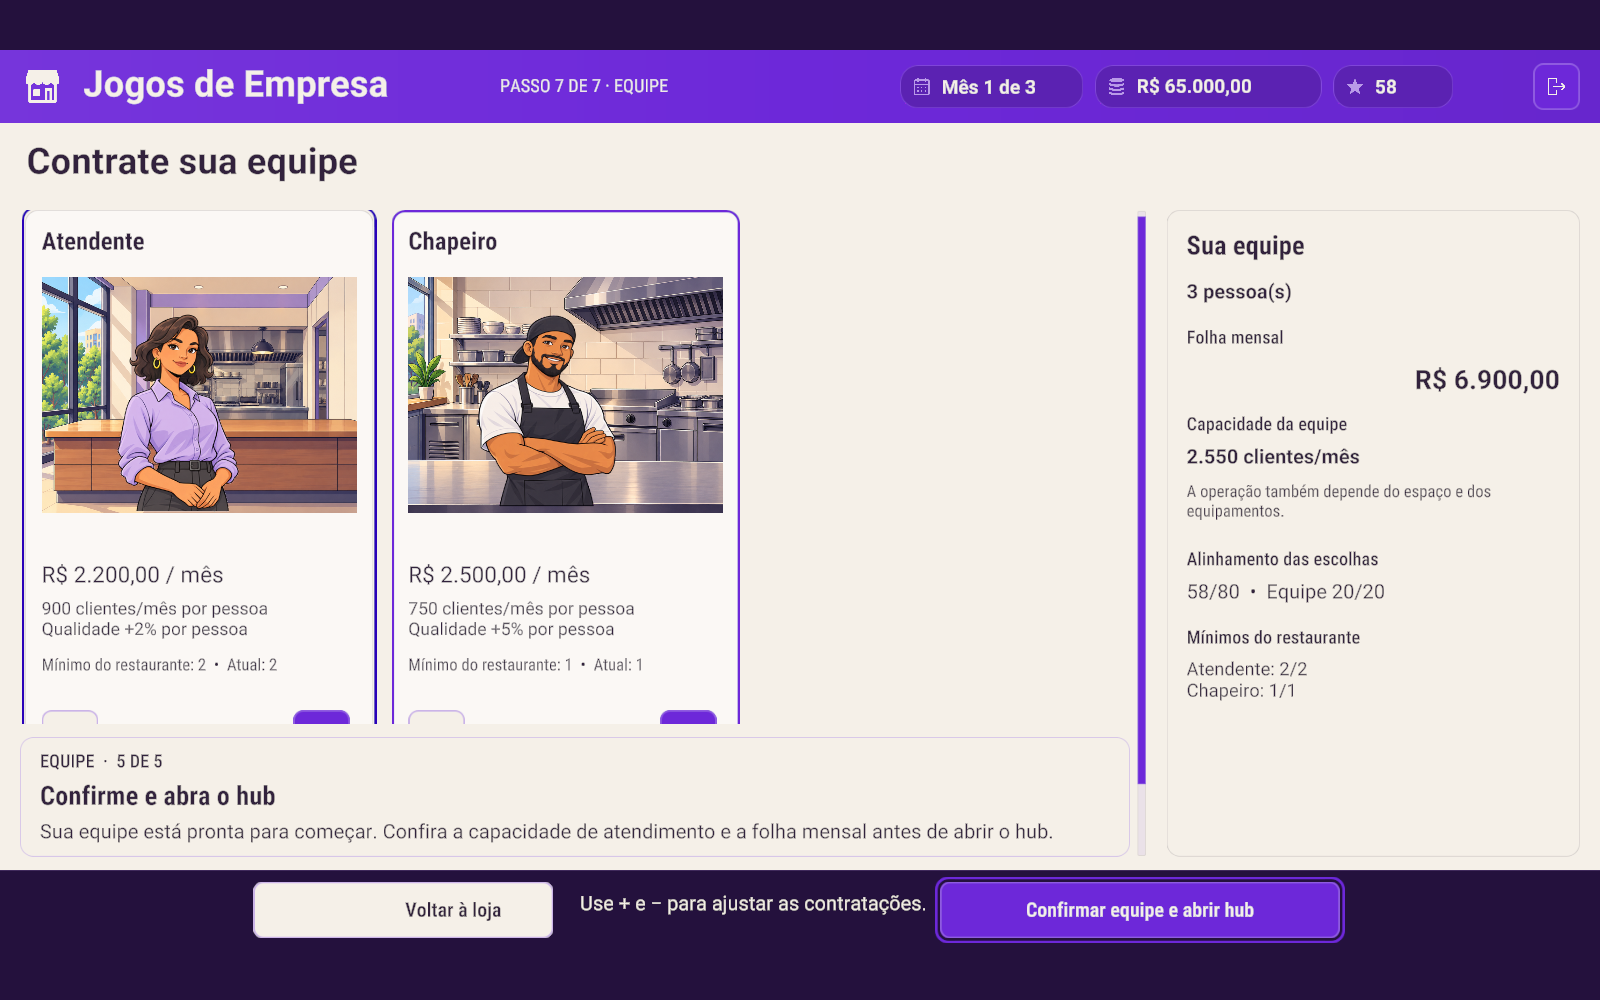 Jogos de Empresa
PASSO 7 DE 7 · EQUIPE
Mês 1 de 3
R$ 65.000,00
58
Contrate sua equipe
Atendente
R$ 2.200,00 / mês
900 clientes/mês por pessoa
Qualidade +2% por pessoa
Mínimo do restaurante: 2 • Atual: 2
Chapeiro
R$ 2.500,00 / mês
750 clientes/mês por pessoa
Qualidade +5% por pessoa
Mínimo do restaurante: 1 • Atual: 1
Sua equipe
3 pessoa(s)
Folha mensal
R$ 6.900,00
Capacidade da equipe
2.550 clientes/mês
A operação também depende do espaço e dos
equipamentos.
Alinhamento das escolhas
58/80 • Equipe 20/20
Mínimos do restaurante
Atendente: 2/2
Chapeiro: 1/1
EQUIPE · 5 DE 5
Confirme e abra o hub
Sua equipe está pronta para começar. Confira a capacidade de atendimento e a folha mensal antes de abrir o hub.
Voltar à loja
Use + e − para ajustar as contratações.
Confirmar equipe e abrir hub